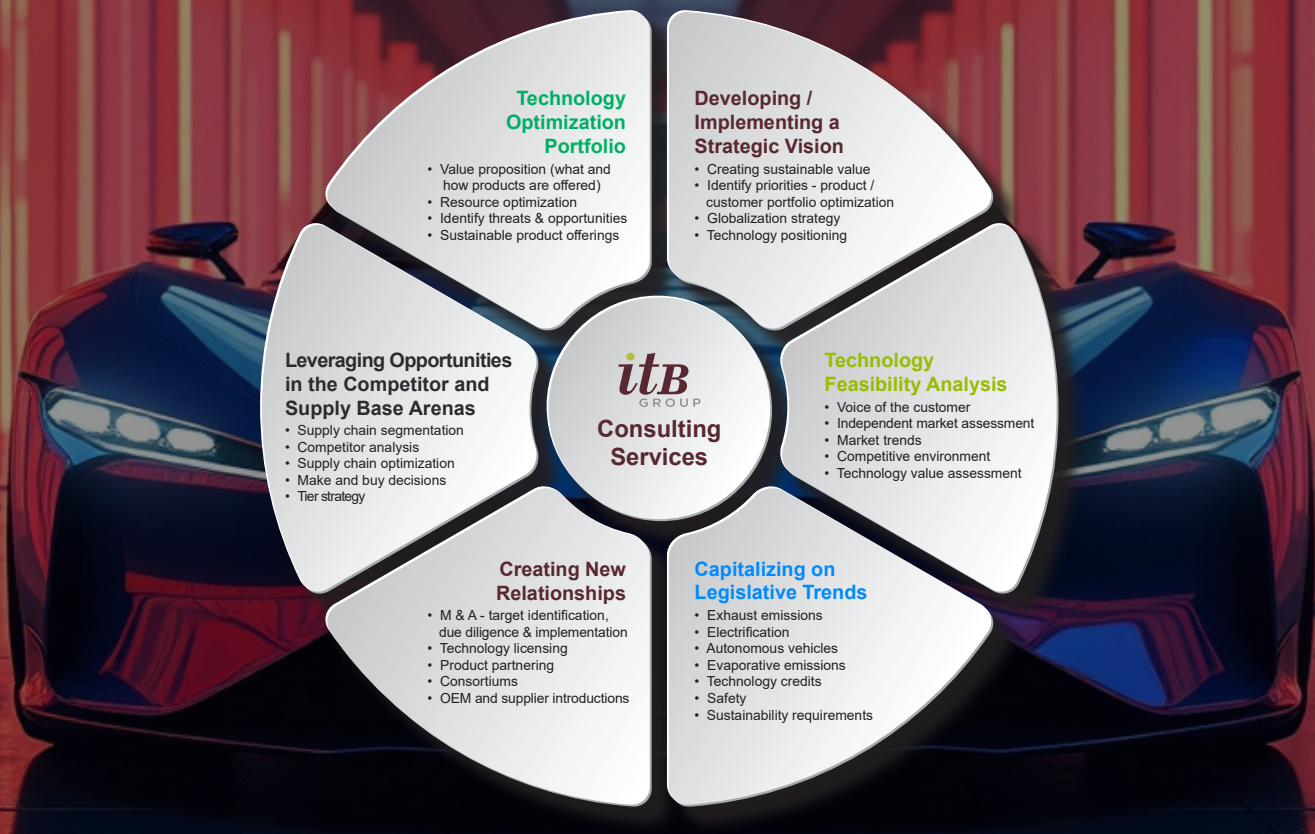 Technology
Optimization
Portfolio
• Value proposition (what and
how products are offered)
• Resource optimization
• Identify threats & opportunities
• Sustainable product offerings
Developing /
Implementing a
Strategic Vision
• Creating sustainable value
• Identify priorities - product /
customer portfolio optimization
• Globalization strategy
• Technology positioning
Leveraging Opportunities
in the Competitor and
Supply Base Arenas
• Supply chain segmentation
• Competitor analysis
• Supply chain optimization
• Make and buy decisions
• Tier strategy
itB
GROUP
Consulting
Services
Technology
Feasibility Analysis
• Voice of the customer
• Independent market assessment
• Market trends
• Competitive environment
• Technology value assessment
Creating New
Relationships
• M & A - target identification,
due diligence & implementation
• Technology licensing
• Product partnering
• Consortiums
• OEM and supplier introductions
Capitalizing on
Legislative Trends
• Exhaust emissions
• Electrification
• Autonomous vehicles
• Evaporative emissions
• Technology credits
• Safety
• Sustainability requirements